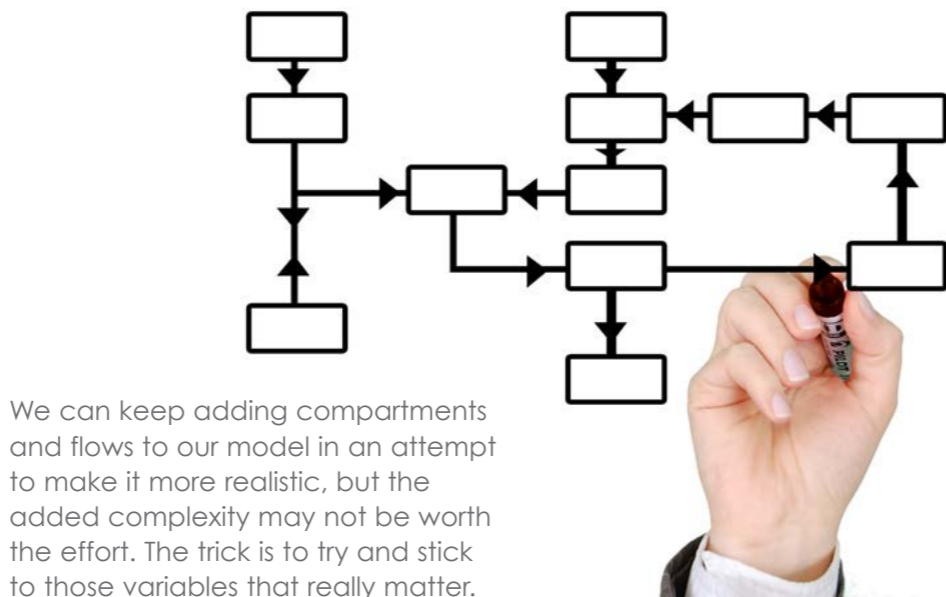 We can keep adding compartments
and flows to our model in an attempt
to make it more realistic, but the
added complexity may not be worth
the effort. The trick is to try and stick
to those variables that really matter.
PILOT